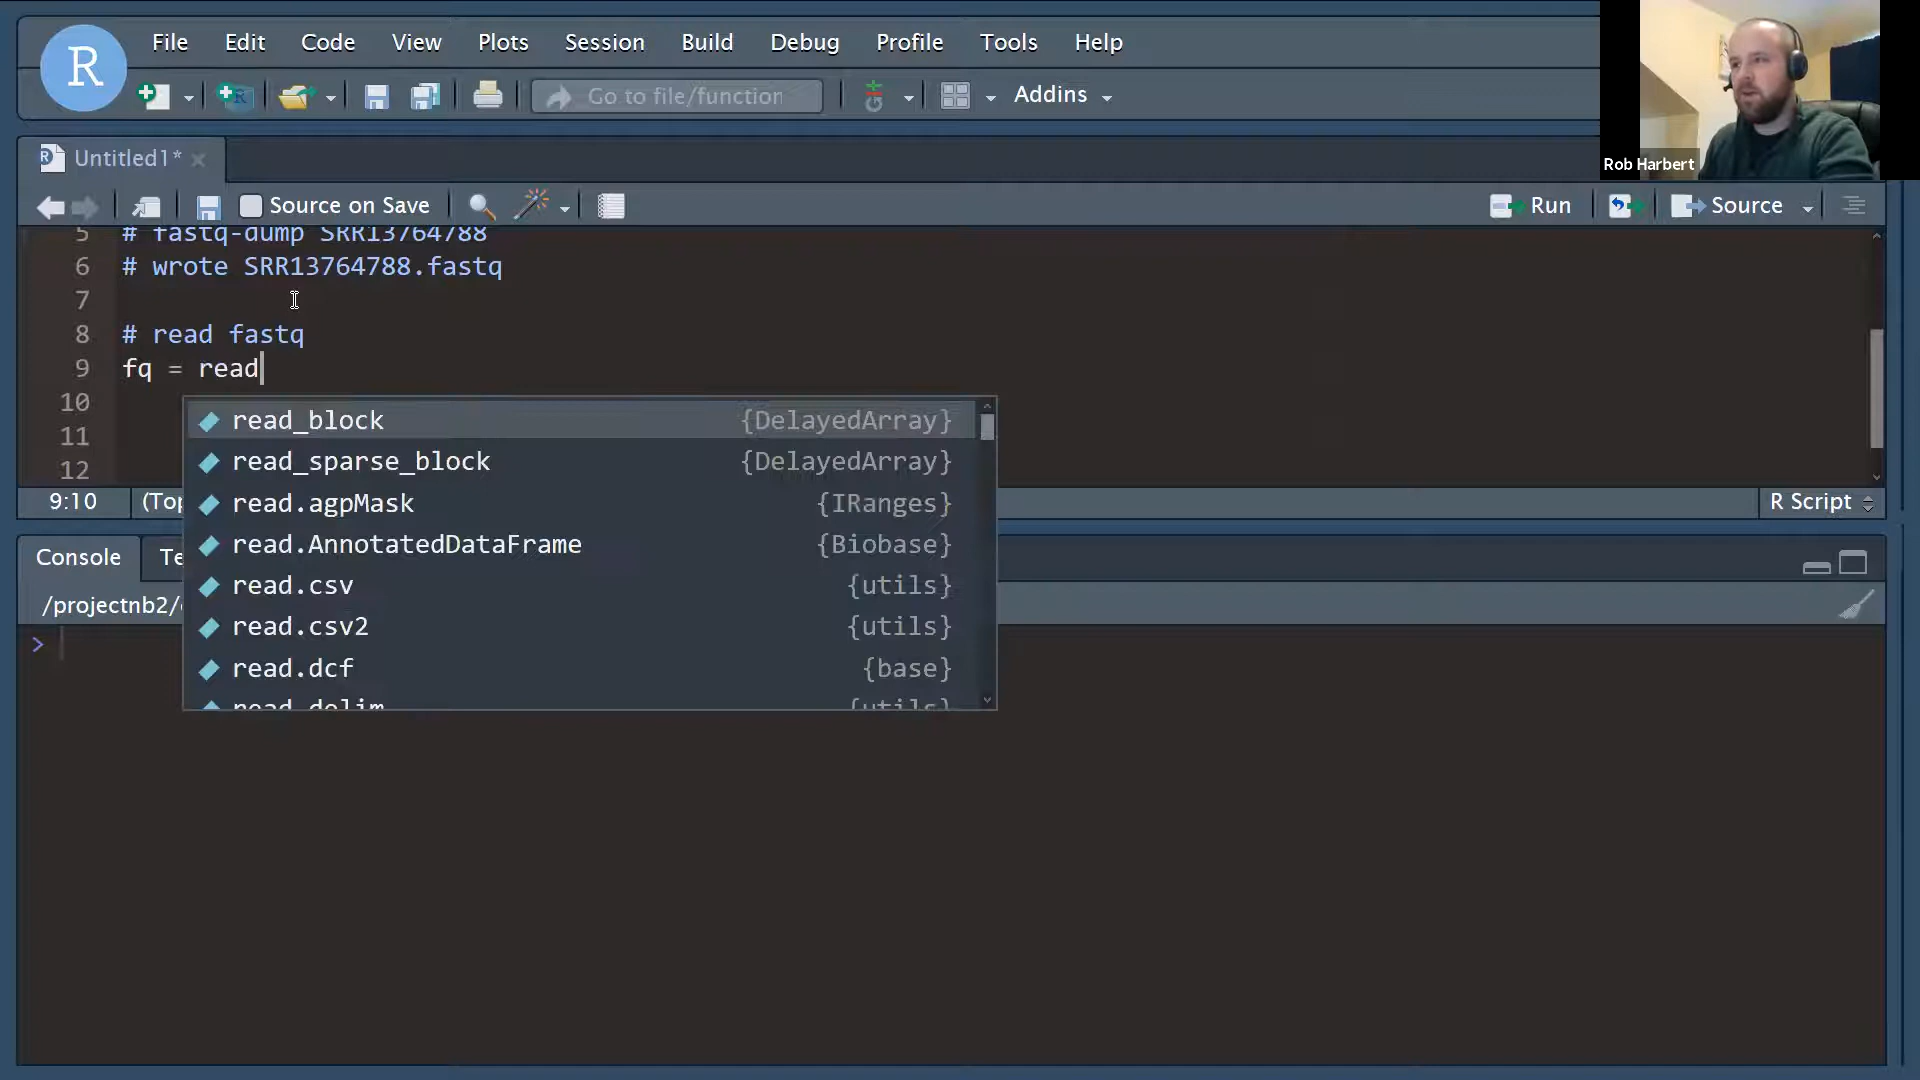 R
File Edit Code View Plots Session Build Debug Profile Tools Help
Go to file/function
Addins
Rob Harbert
Untitled1*
Source on Save
Run
Source
5 # fastq-dump SRR13764788
6 # wrote SRR13764788.fastq
7
8 # read fastq
9 fq = read
10
11
12
read_block {DelayedArray}
read_sparse_block {DelayedArray}
read.agpMask {IRanges}
read.AnnotatedDataFrame {Biobase}
read.csv {utils}
read.csv2 {utils}
read.dcf {base}
read.delim {utils}
9:10 (Top
R Script
Console Te
/projectnb2/
>